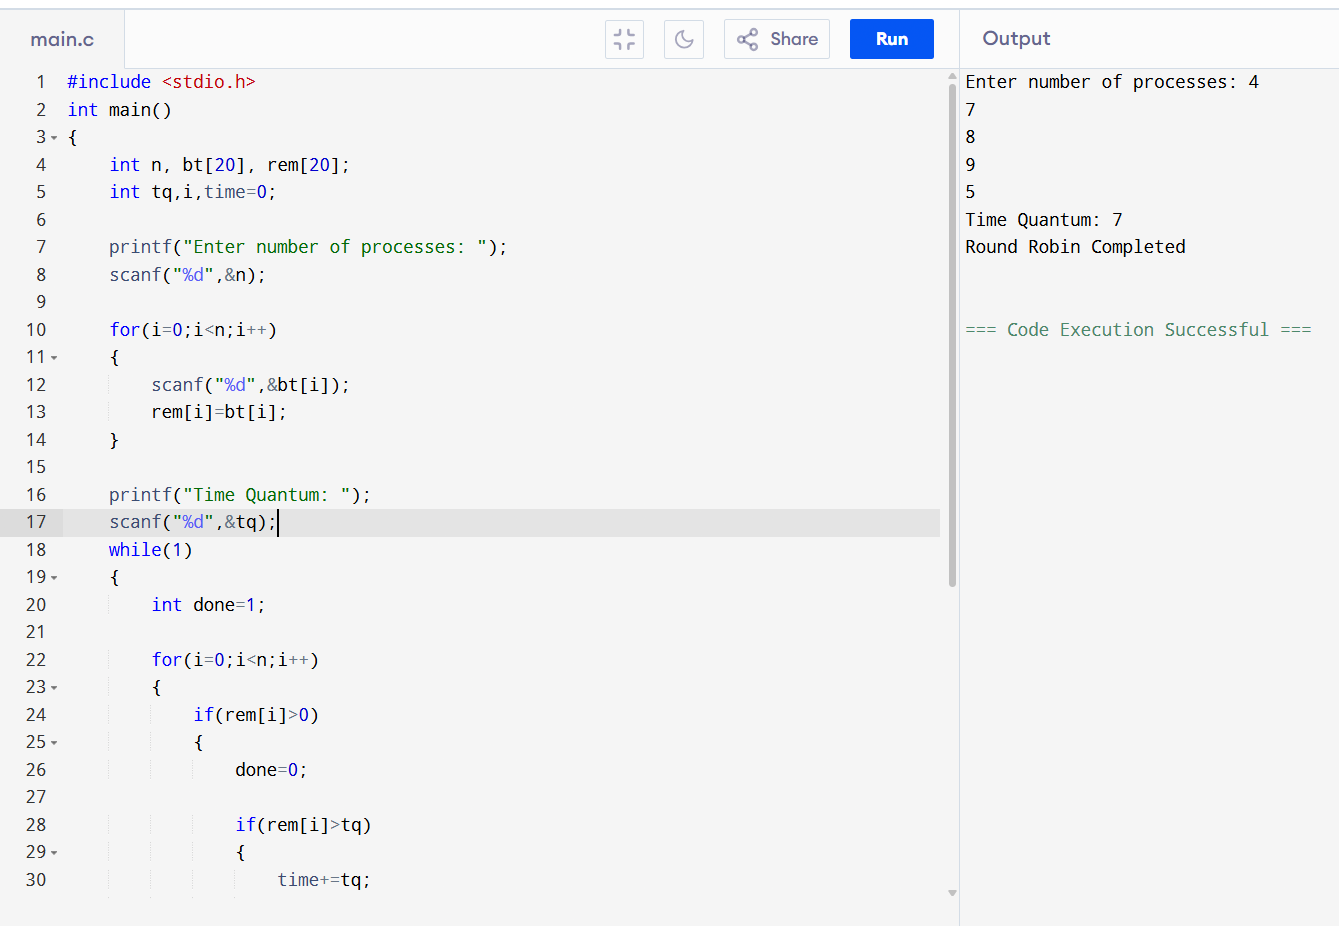 main.c
Share
Run
Output
1 #include <stdio.h>
2 int main()
3 {
4     int n, bt[20], rem[20];
5     int tq,i,time=0;
6
7     printf("Enter number of processes: ");
8     scanf("%d",&n);
9
10     for(i=0;i<n;i++)
11     {
12         scanf("%d",&bt[i]);
13         rem[i]=bt[i];
14     }
15
16     printf("Time Quantum: ");
17     scanf("%d",&tq);
18     while(1)
19     {
20         int done=1;
21
22         for(i=0;i<n;i++)
23         {
24             if(rem[i]>0)
25             {
26                 done=0;
27
28                 if(rem[i]>tq)
29                 {
30                     time+=tq;
Enter number of processes: 4
7
8
9
5
Time Quantum: 7
Round Robin Completed
=== Code Execution Successful ===